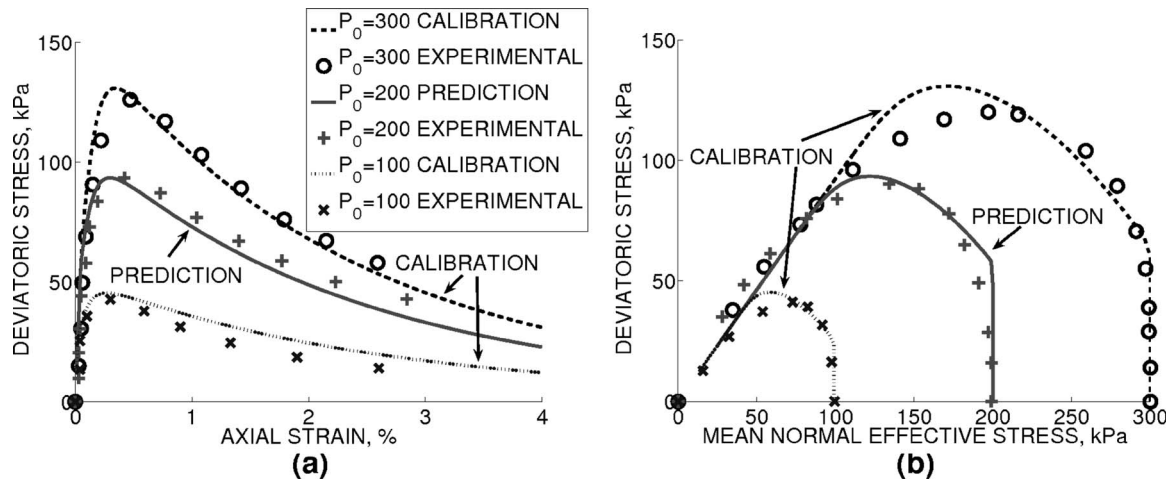 P0=300 CALIBRATION
P0=300 EXPERIMENTAL
P0=200 PREDICTION
P0=200 EXPERIMENTAL
P0=100 CALIBRATION
P0=100 EXPERIMENTAL
DEVIATORIC STRESS, kPa
150
100
50
0
PREDICTION
CALIBRATION
0 1 2 3 4
AXIAL STRAIN, %
(a)
DEVIATORIC STRESS, kPa
150
100
50
0
CALIBRATION
PREDICTION
0 50 100 150 200 250 300
MEAN NORMAL EFFECTIVE STRESS, kPa
(b)